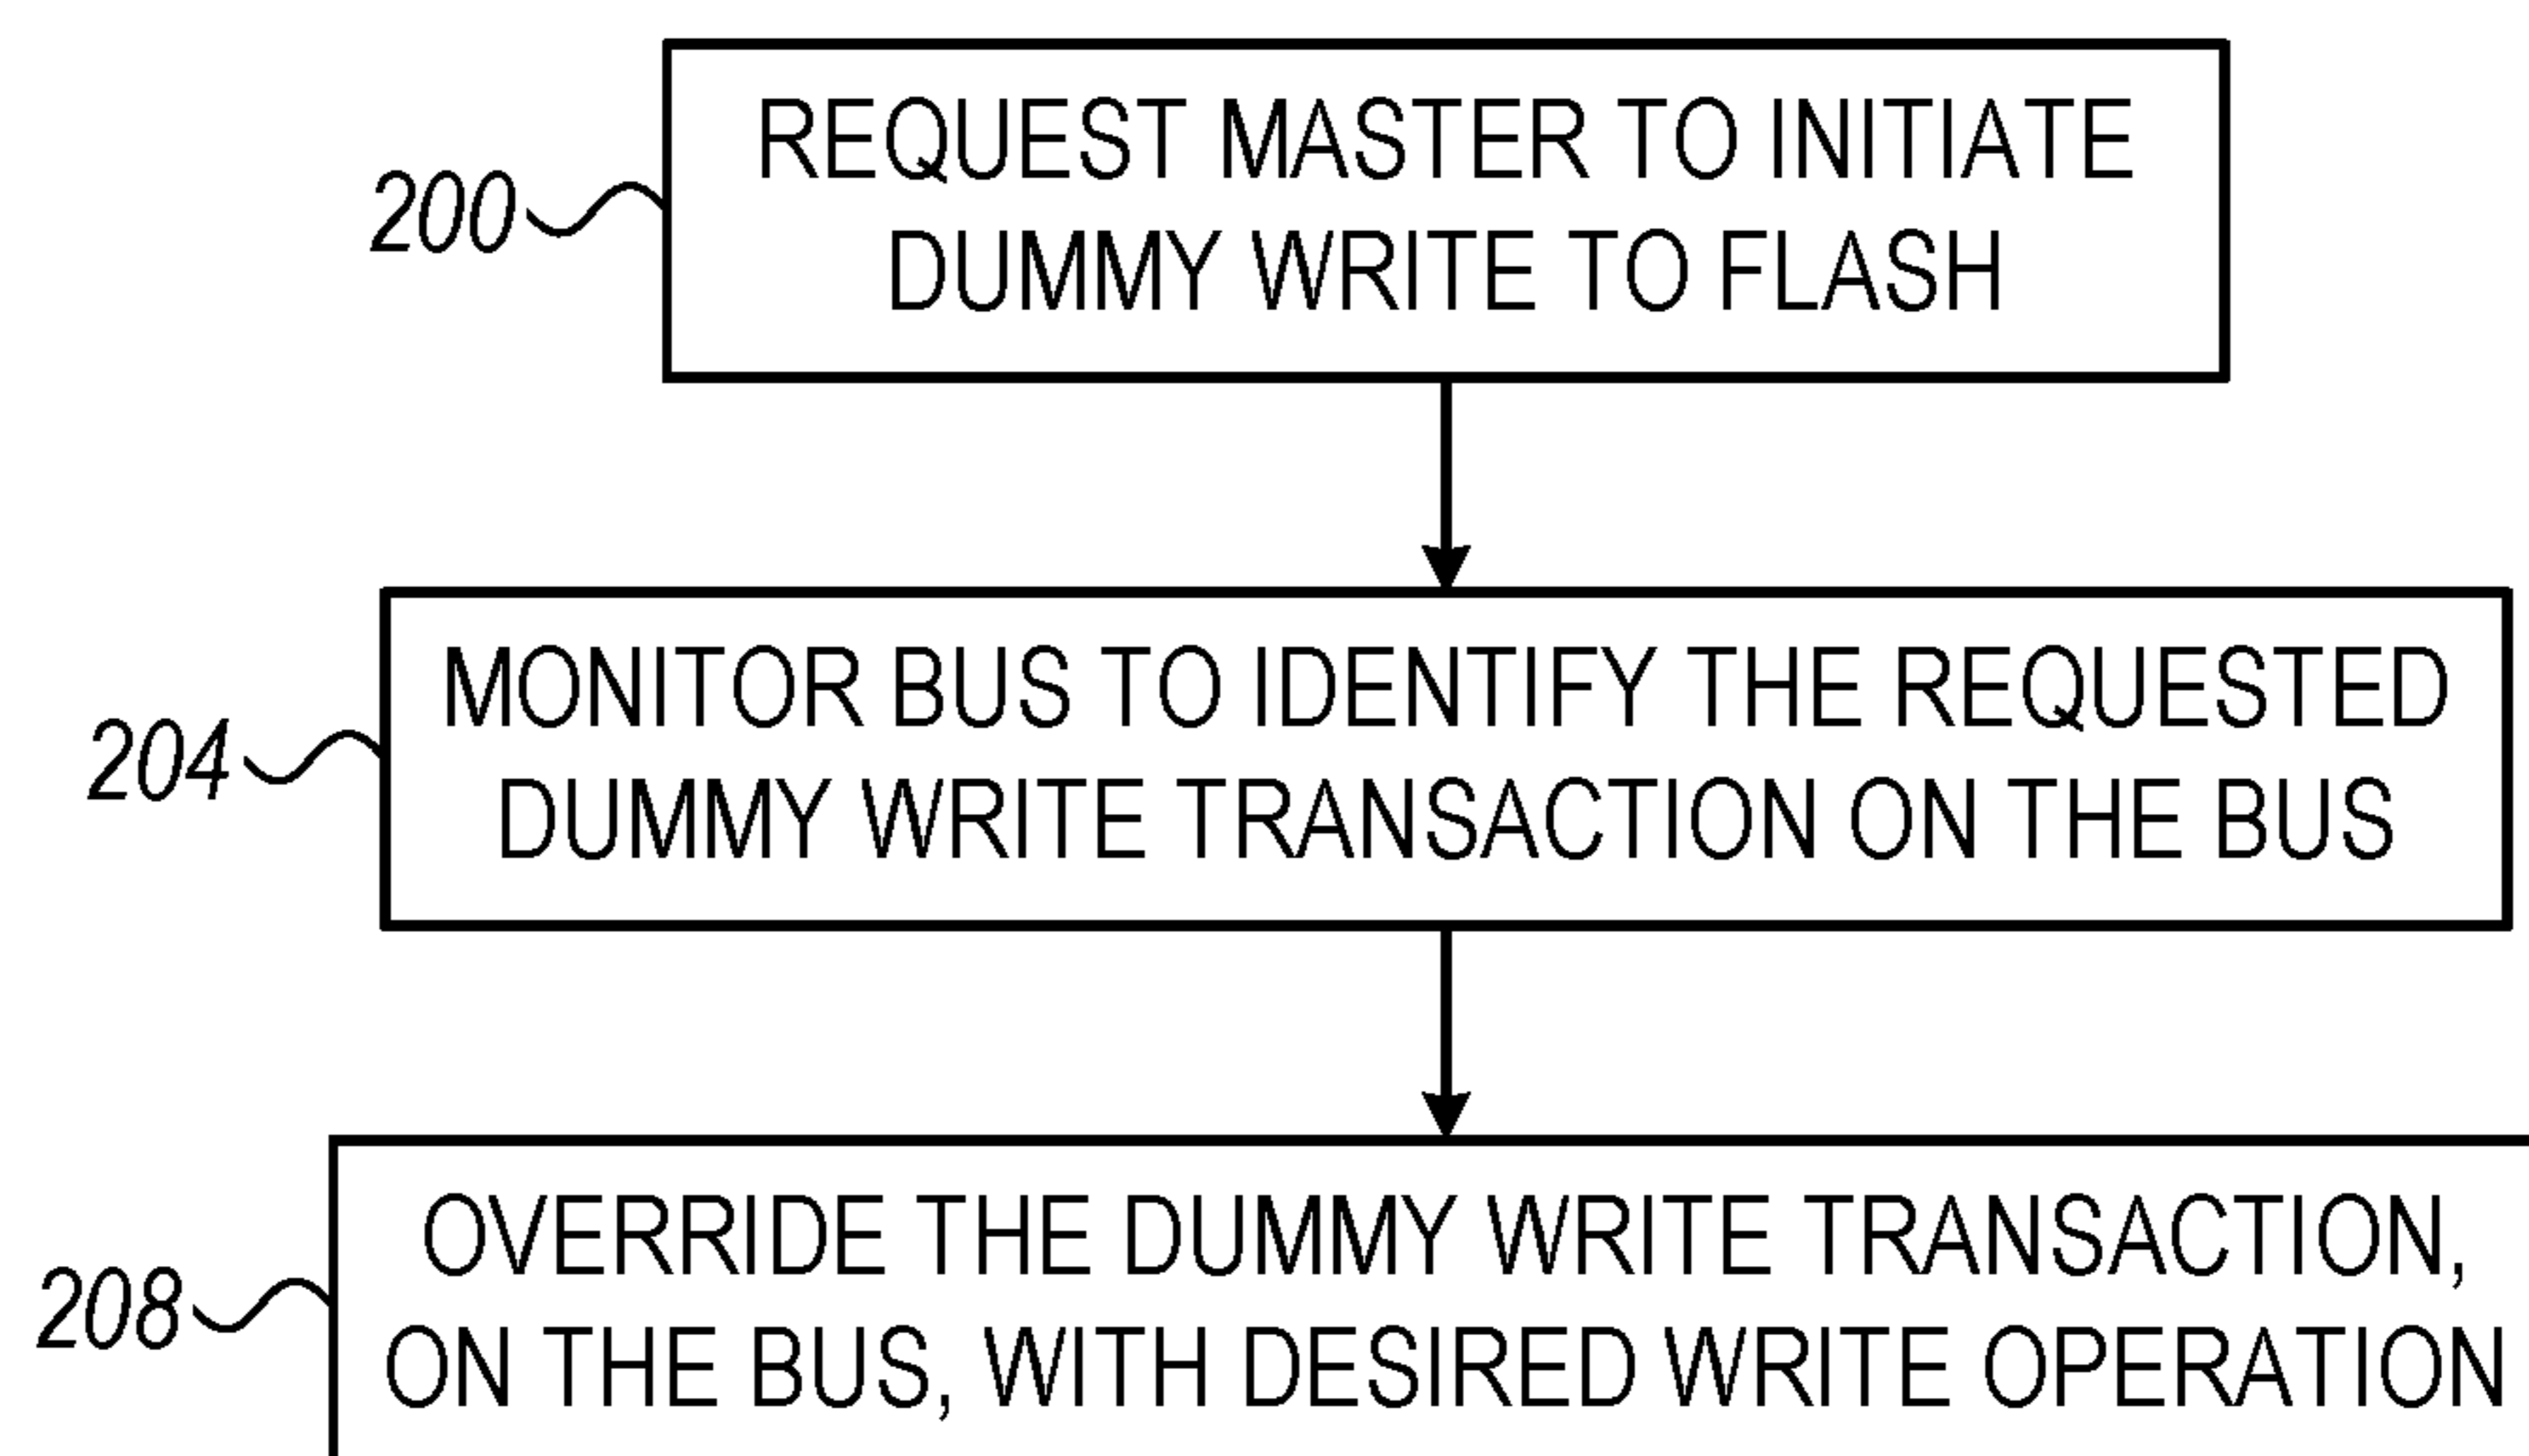 REQUEST MASTER TO INITIATE
DUMMY WRITE TO FLASH
200
MONITOR BUS TO IDENTIFY THE REQUESTED
DUMMY WRITE TRANSACTION ON THE BUS
204
OVERRIDE THE DUMMY WRITE TRANSACTION,
ON THE BUS, WITH DESIRED WRITE OPERATION
208